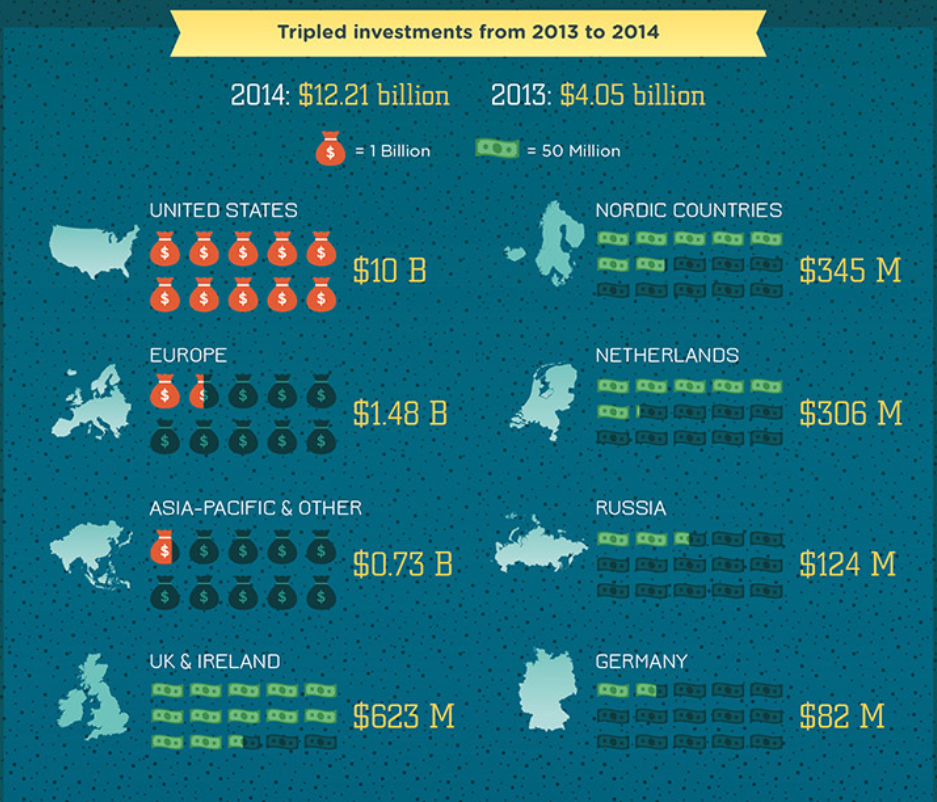 Tripled investments from 2013 to 2014
2014: $12.21 billion 2013: $4.05 billion
$ = 1 Billion = 50 Million
UNITED STATES
$ $ $ $ $
$ $ $ $ $
$10 B
NORDIC COUNTRIES
$345 M
EUROPE
$ $ $ $ $
$ $ $ $ $
$1.48 B
NETHERLANDS
$306 M
ASIA-PACIFIC & OTHER
$ $ $ $ $
$ $ $ $ $
$0.73 B
RUSSIA
$124 M
UK & IRELAND
$623 M
GERMANY
$82 M